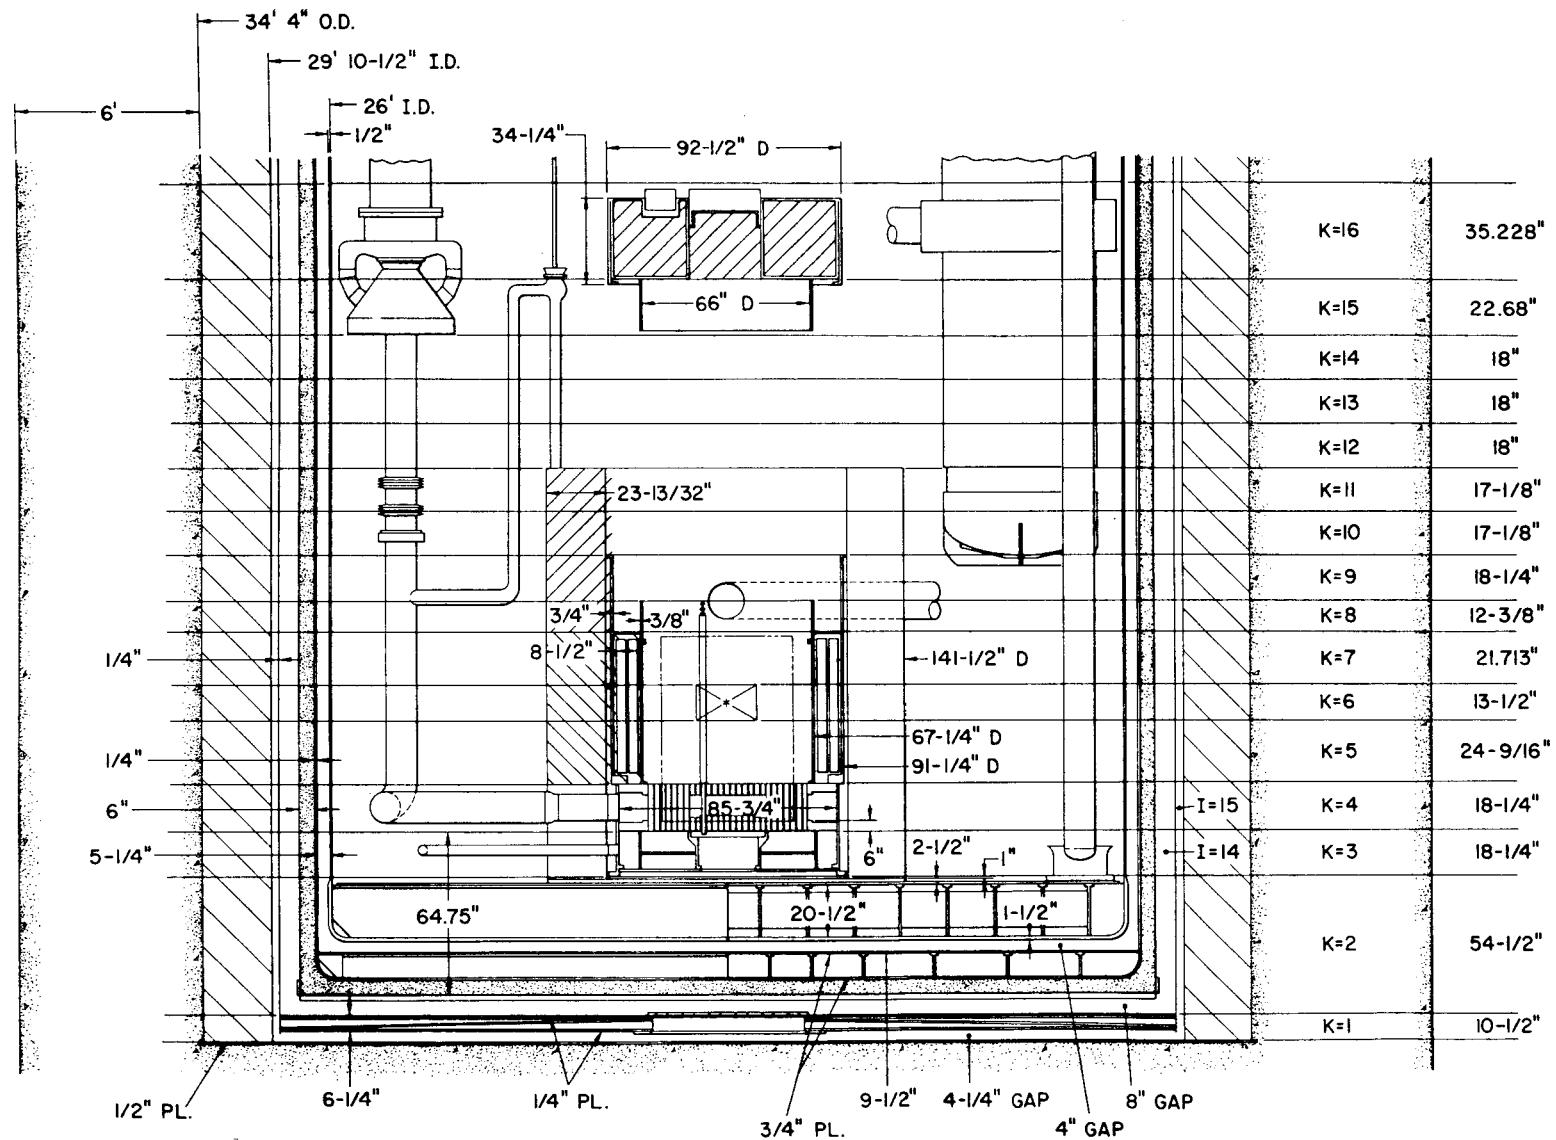 34' 4" O.D.
29' 10-1/2" I.D.
6'
26' I.D.
1/2"
34-1/4"
92-1/2" D
K=16 35.228"
66" D
K=15 22.68"
K=14 18"
K=13 18"
K=12 18"
23-13/32"
K=11 17-1/8"
K=10 17-1/8"
K=9 18-1/4"
3/4"
3/8"
K=8 12-3/8"
8-1/2"
1/4"
141-1/2" D
K=7 21.713"
K=6 13-1/2"
67-1/4" D
1/4"
91-1/4" D
K=5 24-9/16"
6"
85-3/4"
I=15
K=4 18-1/4"
5-1/4"
6"
2-1/2"
1"
I=14
K=3 18-1/4"
64.75"
20-1/2"
1-1/2"
K=2 54-1/2"
K=1 10-1/2"
1/2" PL.
6-1/4"
1/4" PL.
3/4" PL.
9-1/2"
4-1/4" GAP
4" GAP
8" GAP